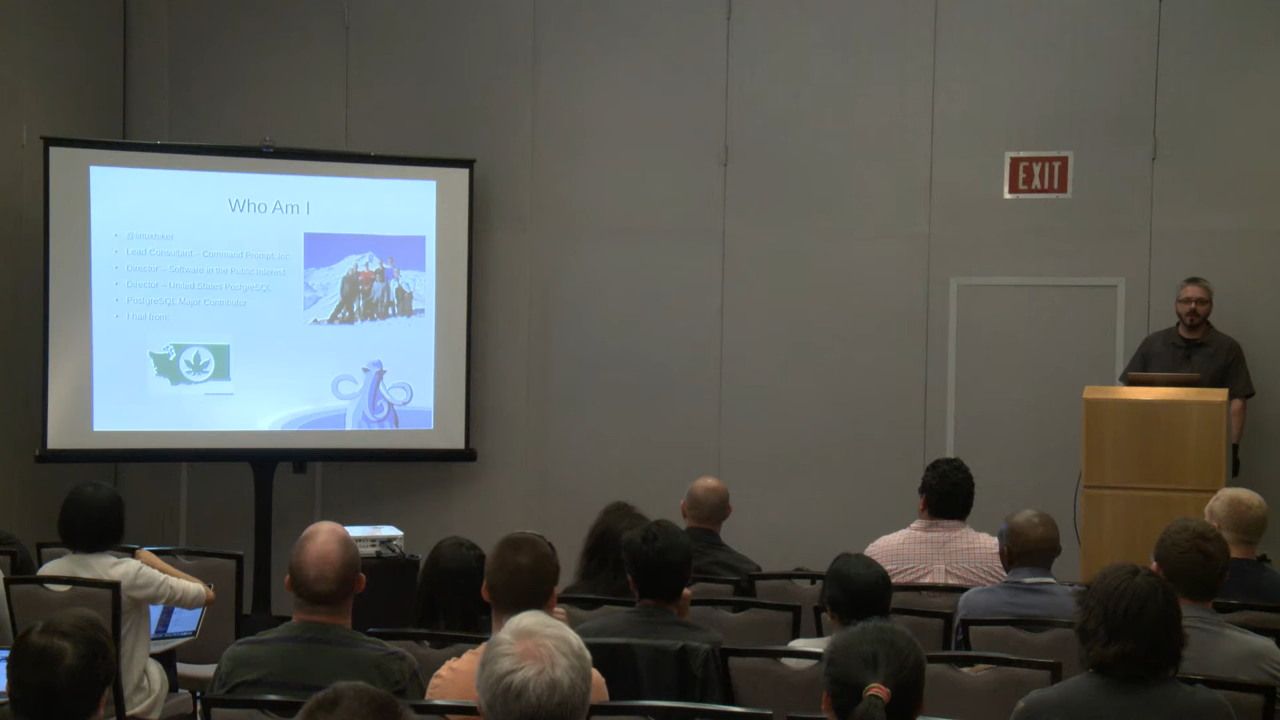 Who Am I
@linuxhiker
Lead Consultant – Command Prompt, Inc.
Director – Software in the Public Interest
Director – United States PostgreSQL
PostgreSQL Major Contributor
I hail from:
EXIT